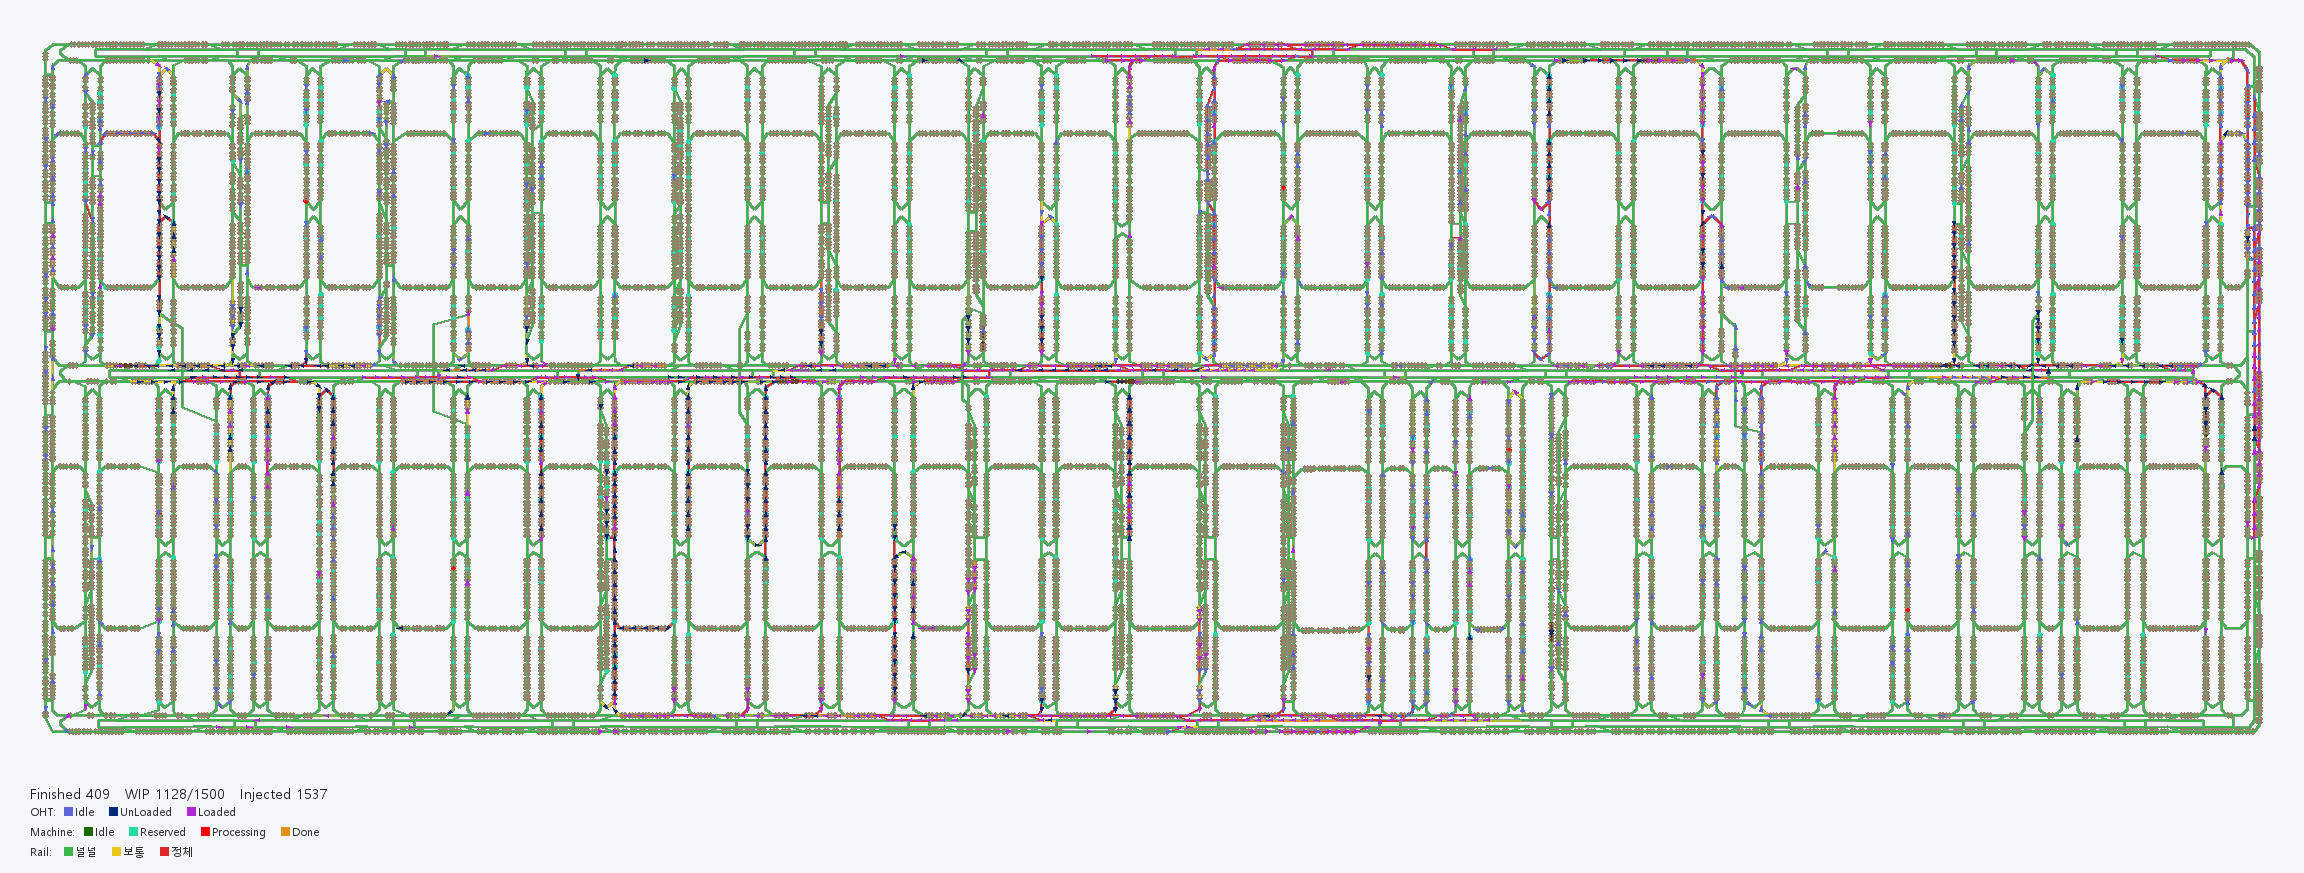 Finished 409 WIP 1128/1500 Injected 1537
OHT: Idle UnLoaded Loaded
Machine: Idle Reserved Processing Done
Rail: 널널 보통 정체